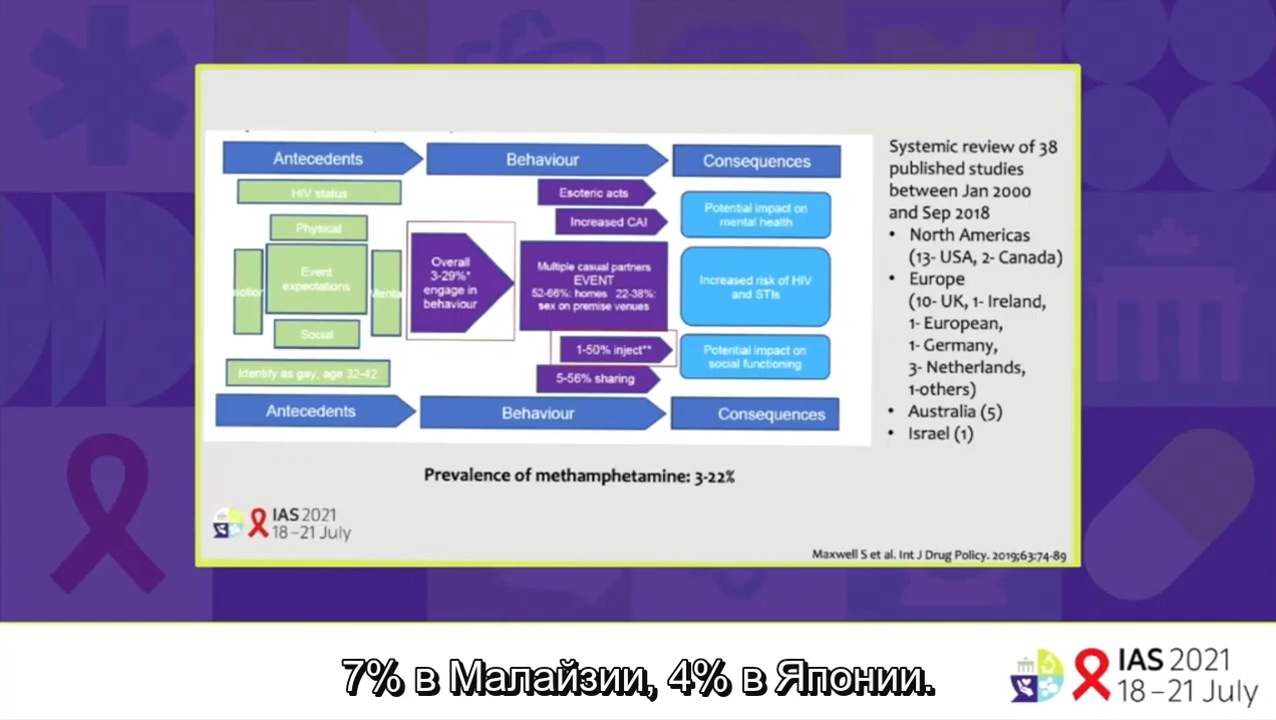 Antecedents
Behaviour
Consequences
HIV status
Physical
Event
expectations
Social
Identify as gay, age 32-42
Overall
3-29%*
engage in
behaviour
Esoteric acts
Increased CAI
Multiple casual partners
EVENT
52-66%: homes 22-38%:
sex on premise venues
1-50% inject**
5-56% sharing
Potential impact on
mental health
Increased risk of HIV
and STIs
Potential impact on
social functioning
Antecedents
Behaviour
Consequences
Systemic review of 38
published studies
between Jan 2000
and Sep 2018
• North Americas
(13- USA, 2- Canada)
• Europe
(10- UK, 1- Ireland,
1- European,
1- Germany,
3- Netherlands,
1-others)
• Australia (5)
• Israel (1)
Prevalence of methamphetamine: 3-22%
IAS 2021
18–21 July
Maxwell S et al. Int J Drug Policy. 2019;63:74-89
7% в Малайзии, 4% в Японии.
IAS 2021
18–21 July